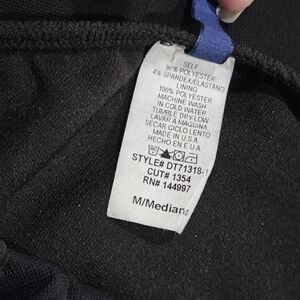 SELF
96% POLYESTER
4% SPANDEX/ELASTANO
LINING
100% POLYESTER
MACHINE WASH
IN COLD WATER
TUMBLE DRY LOW
LAVAR A MAQUINA
SECAR CICLO LENTO
MADE IN U.S.A
HECHO EN E.U.A
STYLE# DT71318-1
CUT# 1354
RN# 144997
M/Mediano